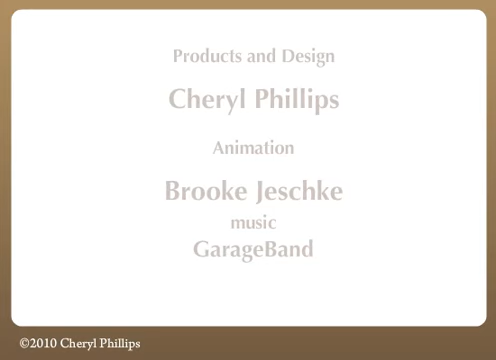 Products and Design
Cheryl Phillips
Animation
Brooke Jeschke
music
GarageBand
©2010 Cheryl Phillips